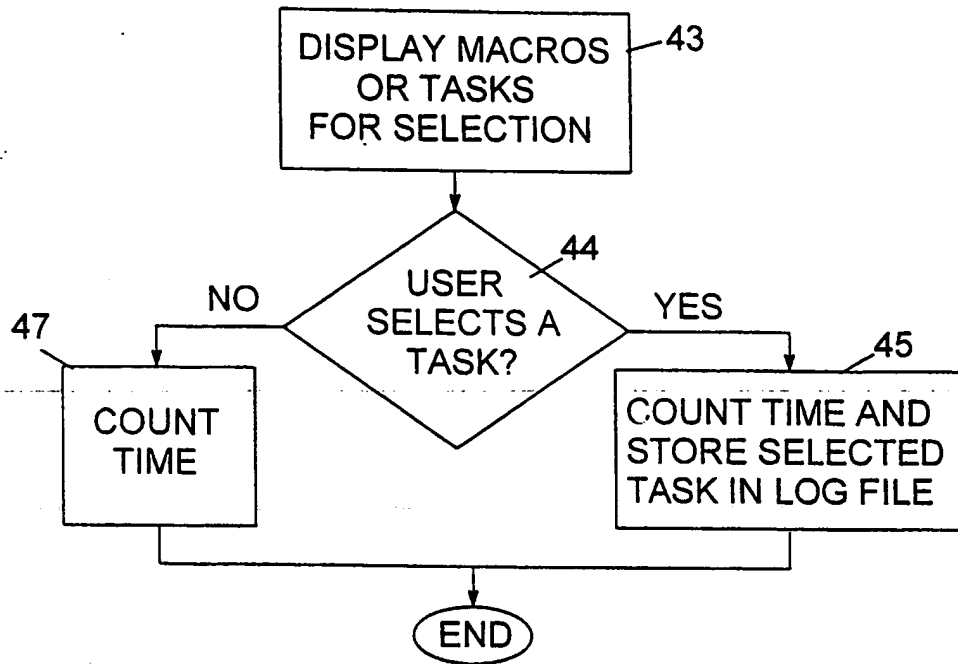 DISPLAY MACROS
OR TASKS
FOR SELECTION
43
USER
SELECTS A
TASK?
44
NO
YES
47
COUNT
TIME
45
COUNT TIME AND
STORE SELECTED
TASK IN LOG FILE
END